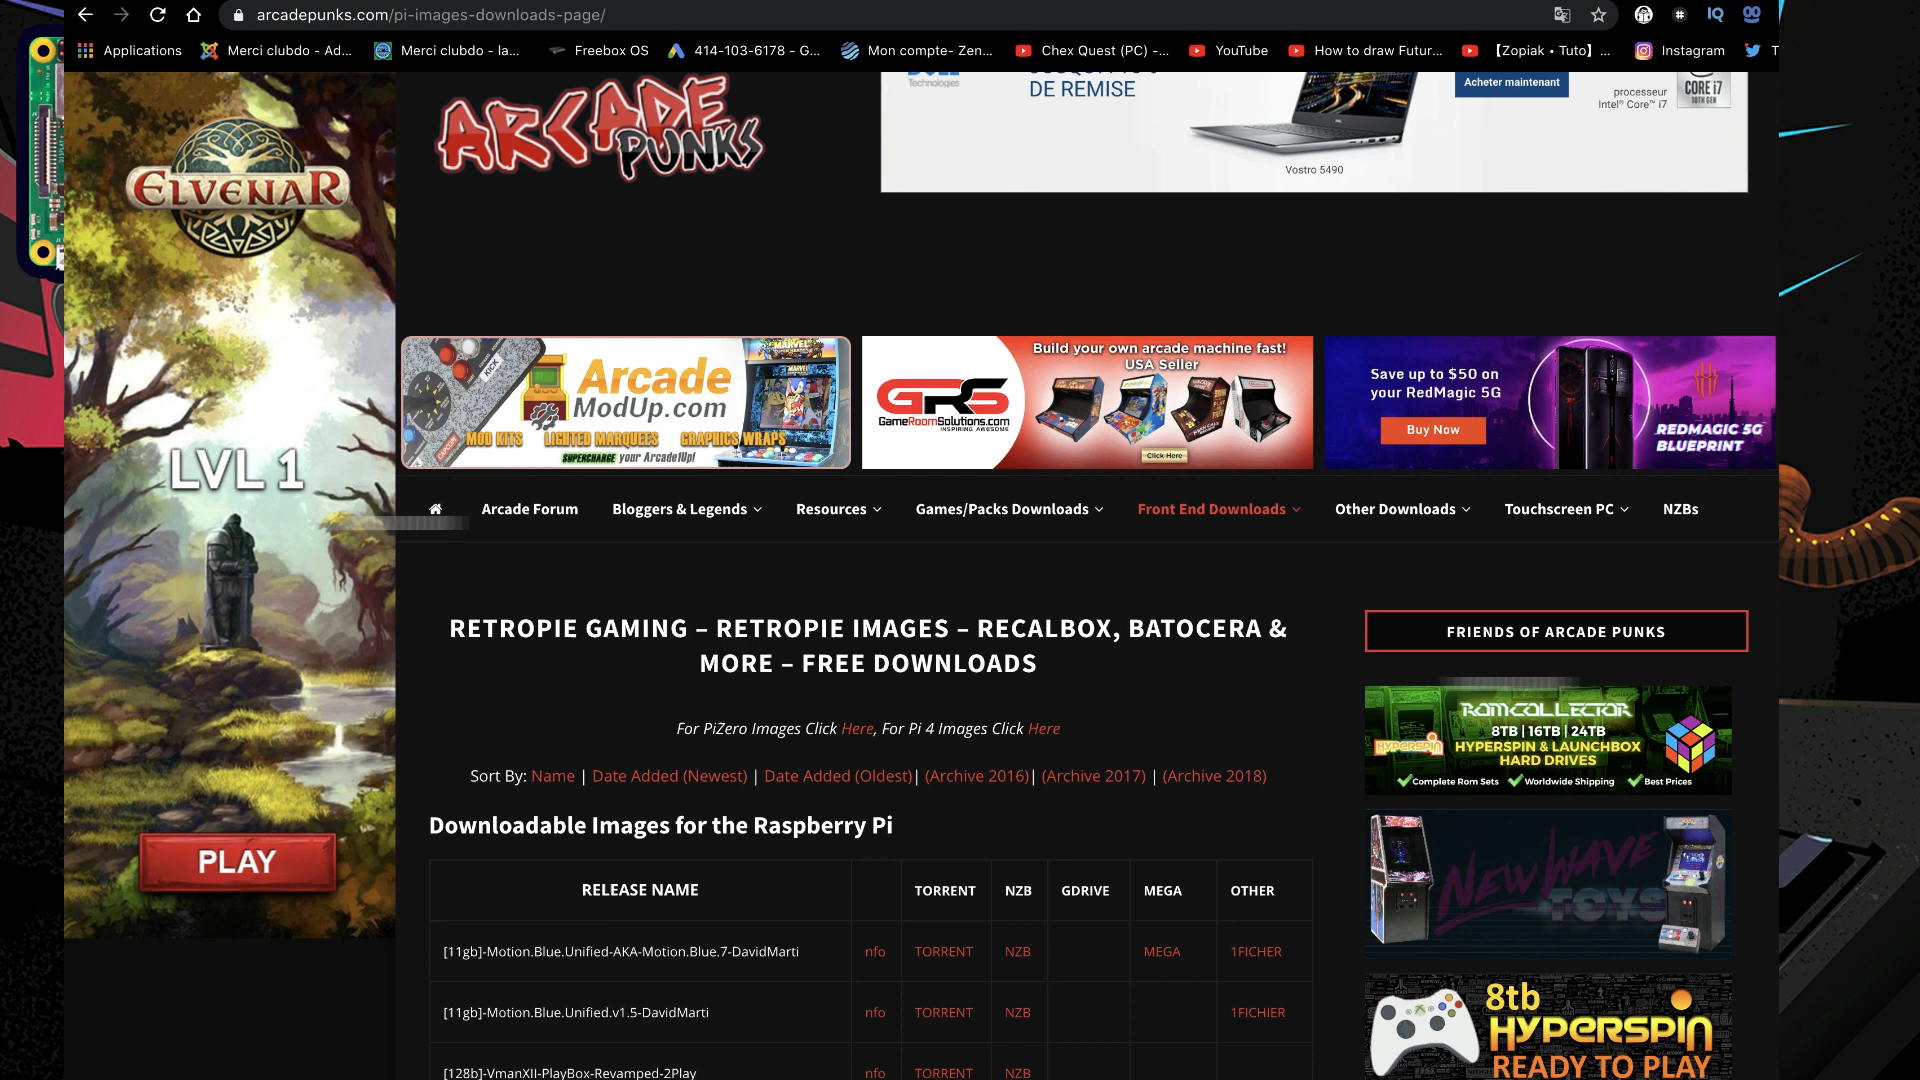 arcadepunks.com/pi-images-downloads-page/
Applications
Merci clubdo - Ad...
Merci clubdo - la...
Freebox OS
414-103-6178 - G...
Mon compte- Zen...
Chex Quest (PC) -...
YouTube
How to draw Futur...
【Zopiak • Tuto】...
Instagram
T
ELVENAR
LVL 1
PLAY
ARCADE
PUNKS
Technologies
DE REMISE
Vostro 5490
Acheter maintenant
processeur
Intel® Core™ i7
CORE i7
10TH GEN
KICK
Arcade
ModUp.com
MOD KITS LIGHTED MARQUEES GRAPHICS WRAPS
SUPERCHARGE your Arcade1Up!
MARVEL
GRS
GameRoomSolutions.com
INSPIRING AWESOME
Build your own arcade machine fast!
USA Seller
Click Here
Save up to $50 on
your RedMagic 5G
Buy Now
REDMAGIC 5G
BLUEPRINT
Arcade Forum
Bloggers & Legends
Resources
Games/Packs Downloads
Front End Downloads
Other Downloads
Touchscreen PC
NZBs
RETROPIE GAMING – RETROPIE IMAGES – RECALBOX, BATOCERA &
MORE – FREE DOWNLOADS
For PiZero Images Click Here, For Pi 4 Images Click Here
Sort By: Name | Date Added (Newest) | Date Added (Oldest)| (Archive 2016)| (Archive 2017) | (Archive 2018)
Downloadable Images for the Raspberry Pi
RELEASE NAME TORRENT NZB GDRIVE MEGA OTHER
[11gb]-Motion.Blue.Unified-AKA-Motion.Blue.7-DavidMarti nfo TORRENT NZB MEGA 1FICHER
[11gb]-Motion.Blue.Unified.v1.5-DavidMarti nfo TORRENT NZB 1FICHIER
[128b]-VmanXII-PlayBox-Revamped-2Play nfo TORRENT NZB
FRIENDS OF ARCADE PUNKS
ROMCOLLECTOR
8TB | 16TB | 24TB
HYPERSPIN
HYPERSPIN & LAUNCHBOX
HARD DRIVES
Complete Rom Sets Worldwide Shipping Best Prices
NEW WAVE
TOYS
8tb
HYPERSPIN
READY TO PLAY